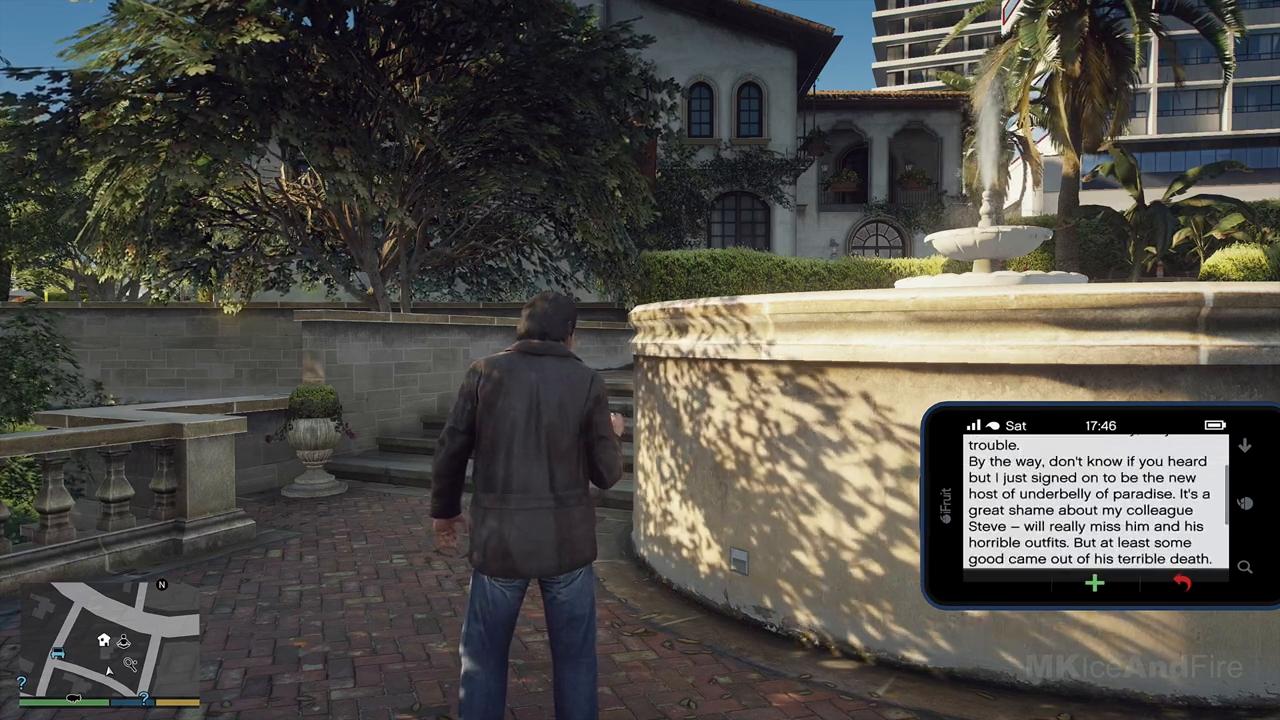 Sat 17:46
trouble.
By the way, don't know if you heard
but I just signed on to be the new
host of underbelly of paradise. It's a
great shame about my colleague
Steve – will really miss him and his
horrible outfits. But at least some
good came out of his terrible death.
iFruit
N
?
?
MKIceAndFire